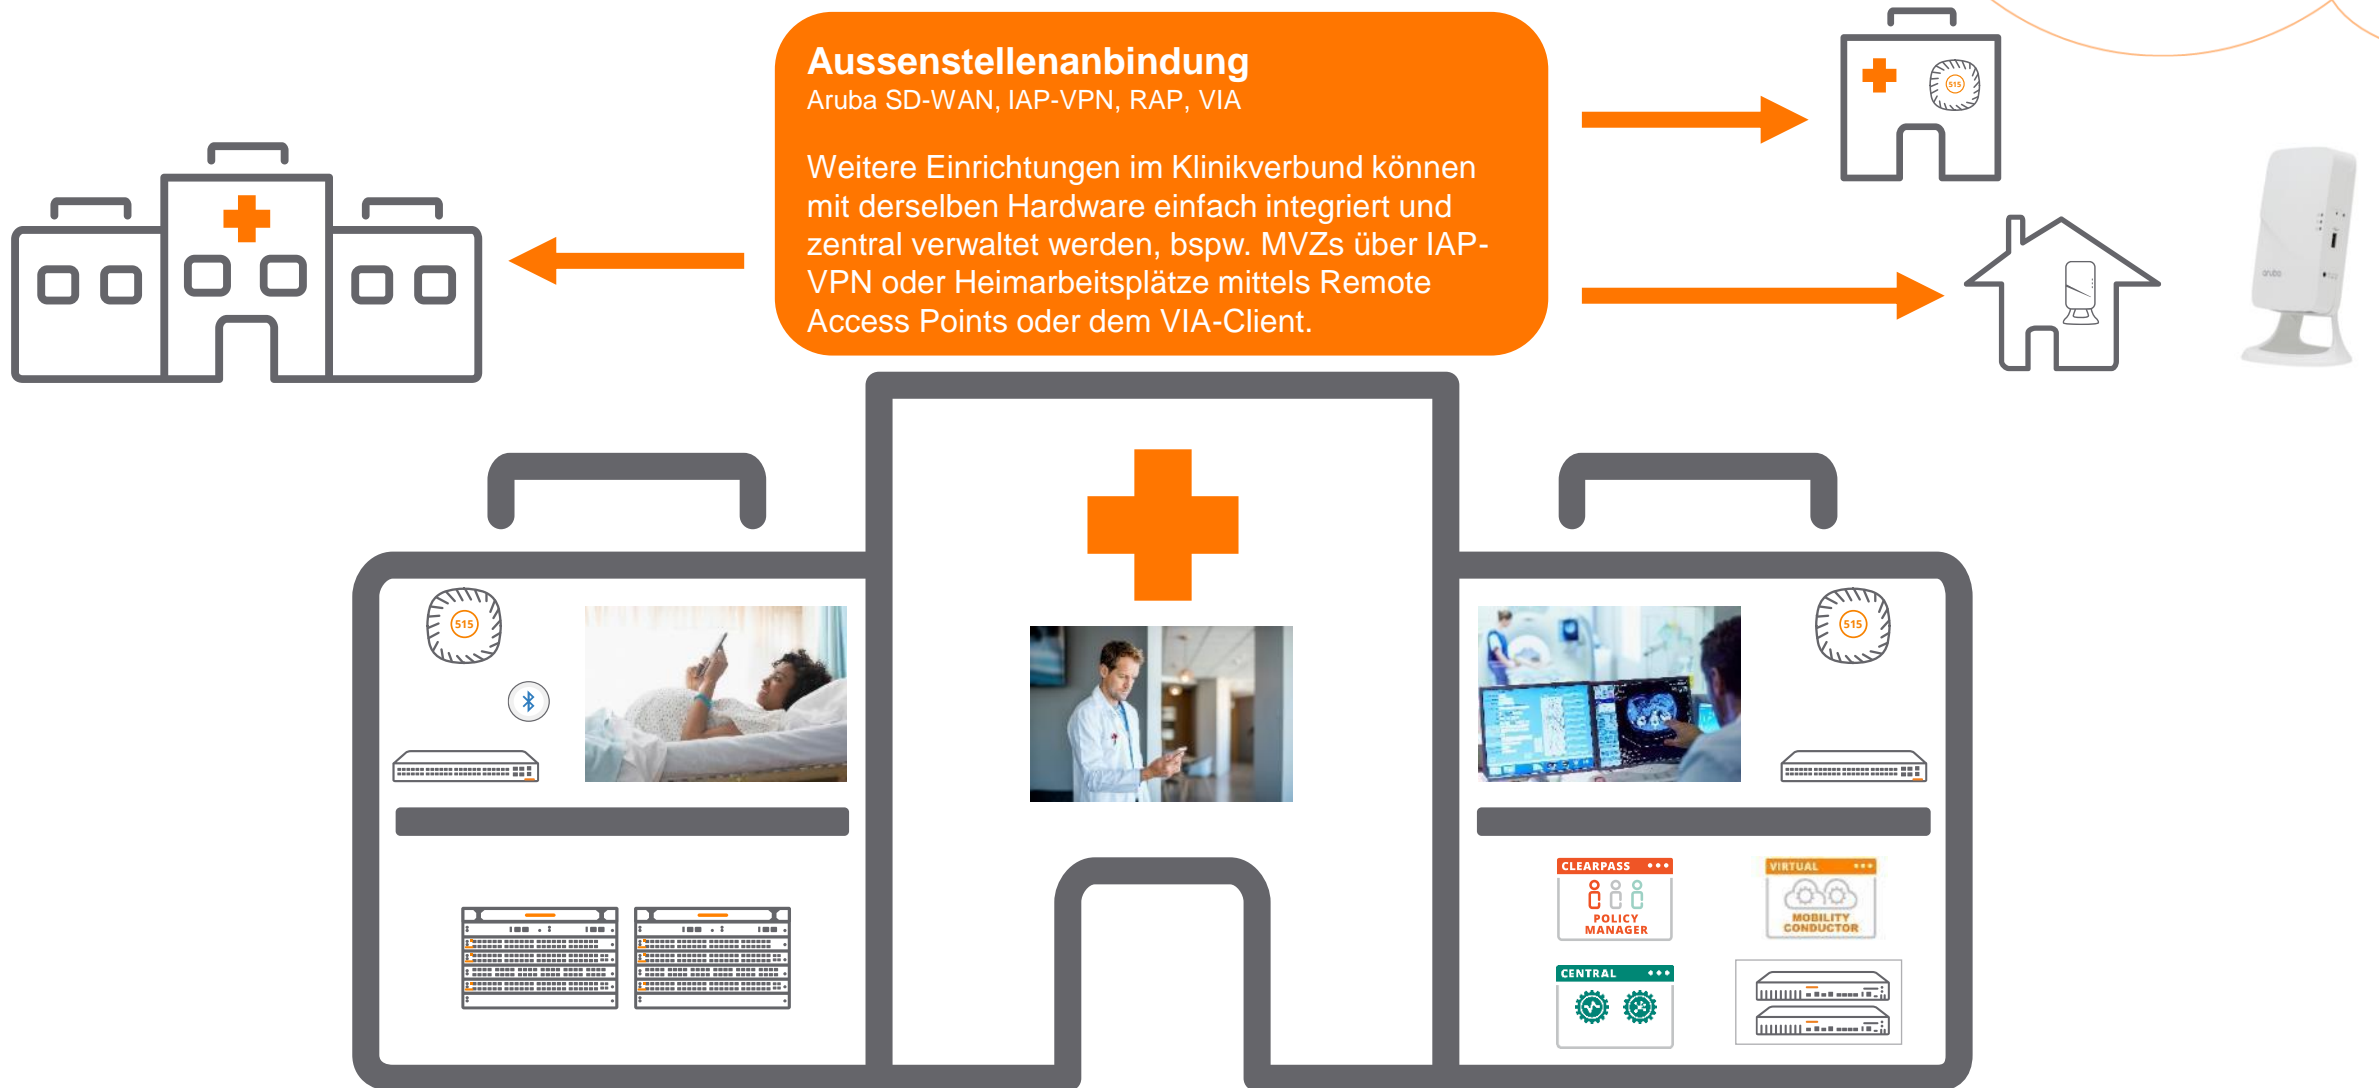 Aussenstellenanbindung
Aruba SD-WAN, IAP-VPN, RAP, VIA
Weitere Einrichtungen im Klinikverbund können
mit derselben Hardware einfach integriert und
zentral verwaltet werden, bspw. MVZs über IAP-
VPN oder Heimarbeitsplätze mittels Remote
Access Points oder dem VIA-Client.
515
aruba
515
515
CLEARPASS
POLICY
MANAGER
VIRTUAL
MOBILITY
CONDUCTOR
CENTRAL